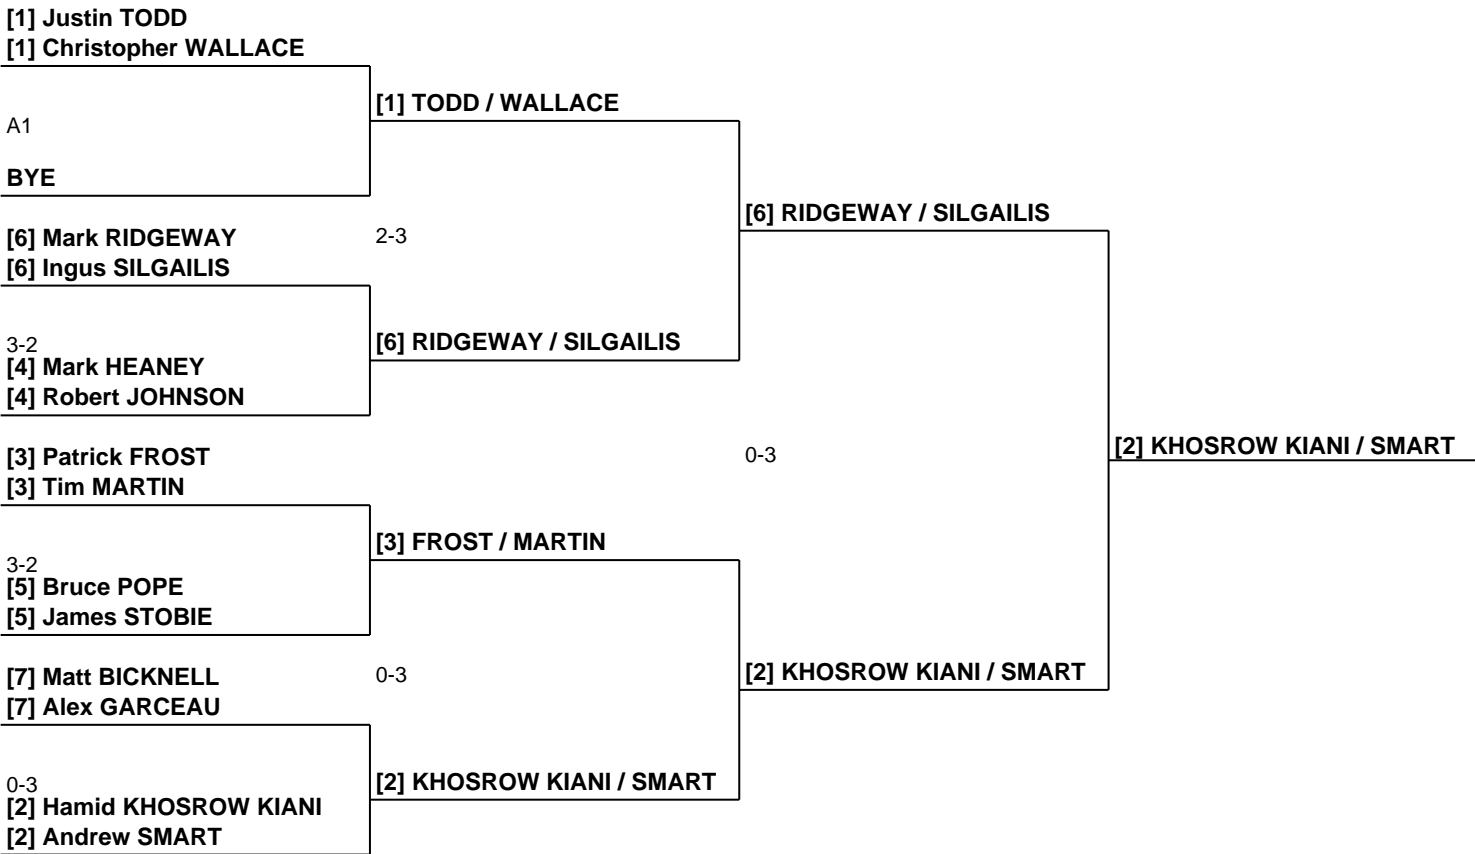 [1] Justin TODD
[1] Christopher WALLACE
[1] TODD / WALLACE
A1
BYE
[6] RIDGEWAY / SILGAILIS
[6] Mark RIDGEWAY
2-3
[6] Ingus SILGAILIS
[6] RIDGEWAY / SILGAILIS
3-2
[4] Mark HEANEY
[4] Robert JOHNSON
[2] KHOSROW KIANI / SMART
[3] Patrick FROST
0-3
[3] Tim MARTIN
[3] FROST / MARTIN
3-2
[5] Bruce POPE
[5] James STOBIE
[2] KHOSROW KIANI / SMART
[7] Matt BICKNELL
0-3
[7] Alex GARCEAU
[2] KHOSROW KIANI / SMART
0-3
[2] Hamid KHOSROW KIANI
[2] Andrew SMART